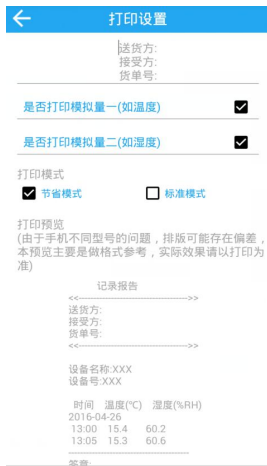 打印设置
送货方:
接受方:
货单号:
是否打印模拟量一(如温度)
是否打印模拟量二(如湿度)
打印模式
节省模式 标准模式
打印预览
(由于手机不同型号的问题，排版可能存在偏差，
本预览主要是做格式参考，实际效果请以打印为
准)
记录报告
<<---------------------------------->>
送货方:
接受方:
货单号:
<<---------------------------------->>
设备名称:XXX
设备号:XXX
时间 温度(℃) 湿度(%RH)
2016-04-26
13:00 15.4 60.2
13:05 15.3 60.6